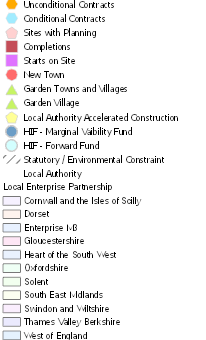 Unconditional Contracts
Conditional Contracts
Sites with Planning
Completions
Starts on Site
New Town
Garden Towns and Villages
Garden Village
Local Authority Accelerated Construction
HIF - Marginal Viability Fund
HIF - Forward Fund
Statutory / Environmental Constraint
Local Authority
Local Enterprise Partnership
Cornwall and the Isles of Scilly
Dorset
Enterprise M3
Gloucestershire
Heart of the South West
Oxfordshire
Solent
South East Midlands
Swindon and Wiltshire
Thames Valley Berkshire
West of England